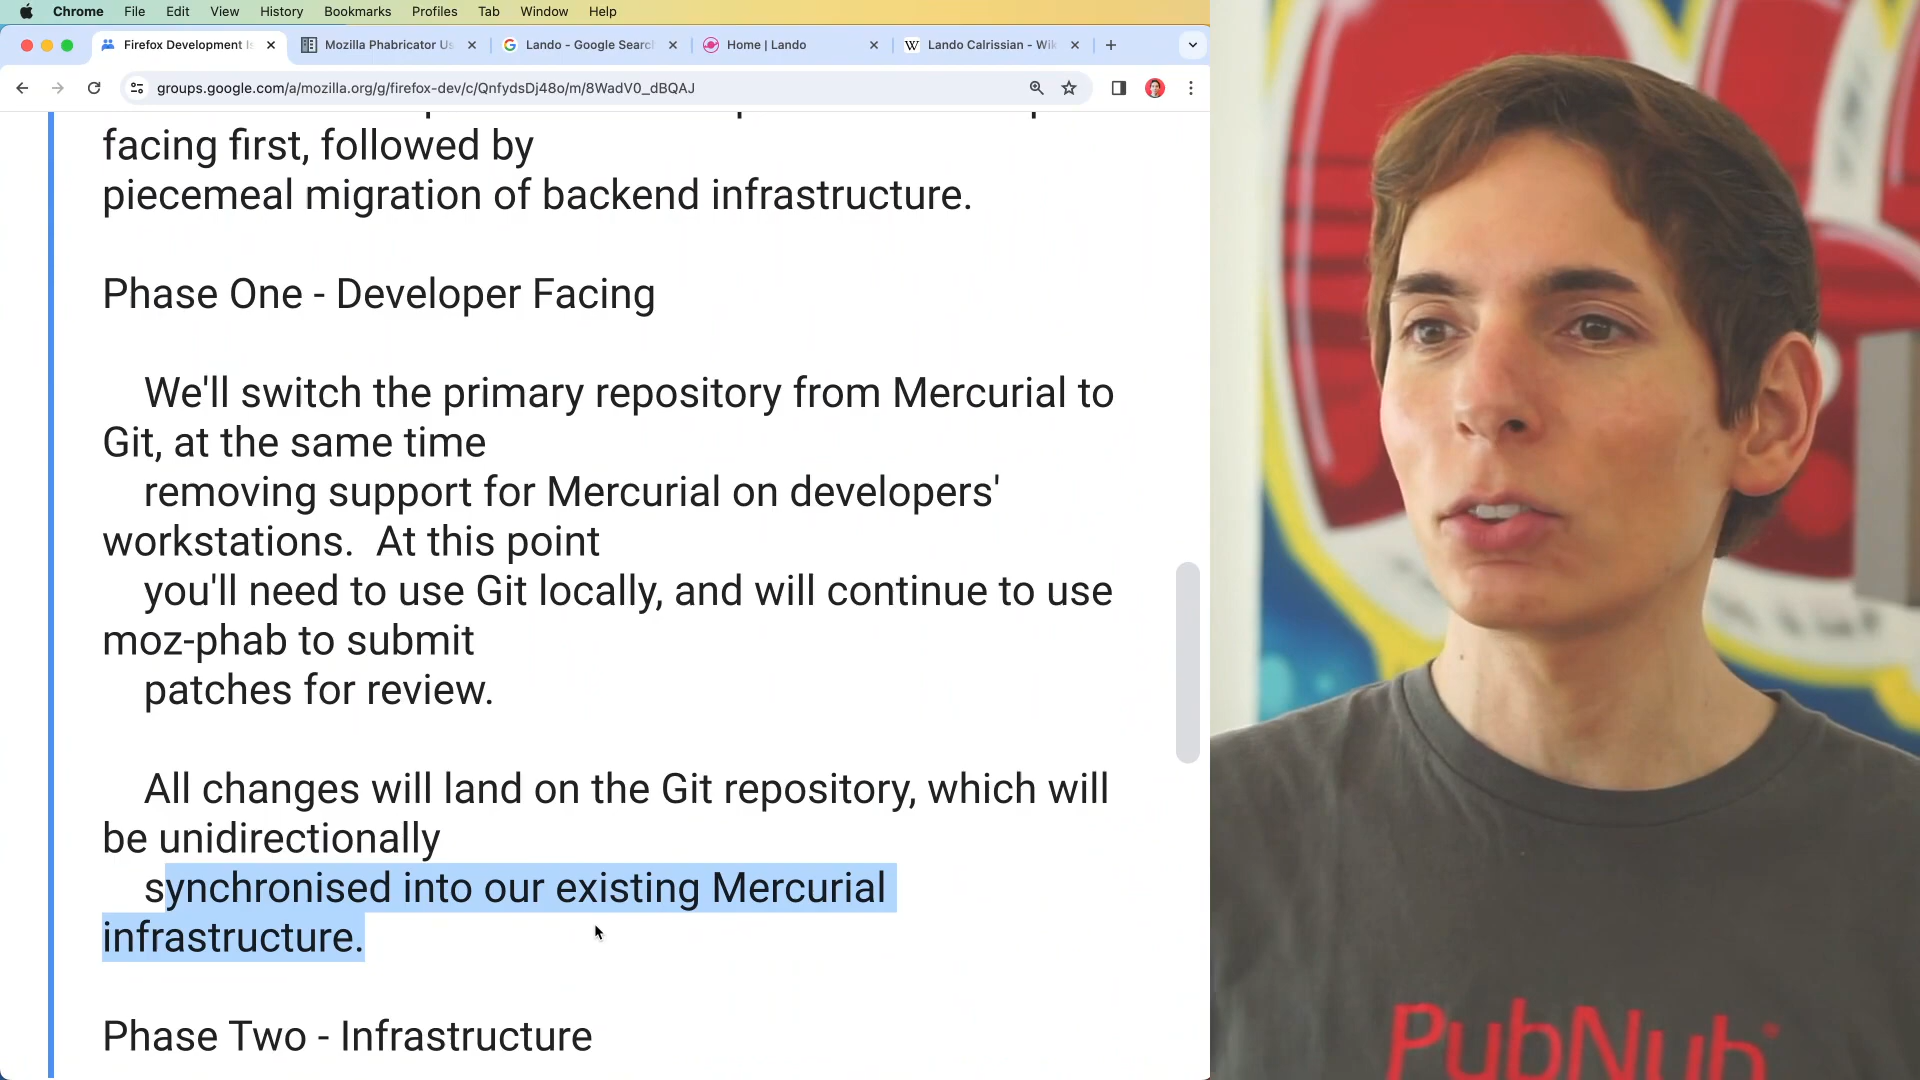 Chrome File Edit View History Bookmarks Profiles Tab Window Help
Firefox Development Is
Mozilla Phabricator Us
Lando - Google Searc
Home | Lando
Lando Calrissian - Wik
groups.google.com/a/mozilla.org/g/firefox-dev/c/QnfydsDj48o/m/8WadV0_dBQAJ
facing first, followed by
piecemeal migration of backend infrastructure.
Phase One - Developer Facing
We'll switch the primary repository from Mercurial to
Git, at the same time
removing support for Mercurial on developers'
workstations.  At this point
you'll need to use Git locally, and will continue to use
moz-phab to submit
patches for review.
All changes will land on the Git repository, which will
be unidirectionally
synchronised into our existing Mercurial
infrastructure.
Phase Two - Infrastructure
PubNub